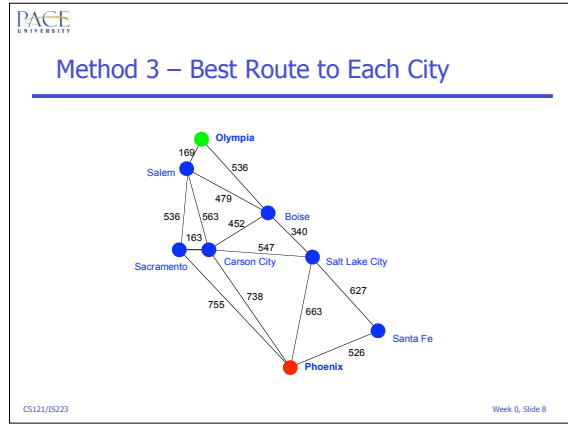 PACE
UNIVERSITY
Method 3 – Best Route to Each City
Olympia
169
536
Salem
479
Boise
536
563
452
340
163
547
Sacramento
Carson City
Salt Lake City
755
738
663
627
Santa Fe
526
Phoenix
CS121/IS223
Week 0, Slide 8